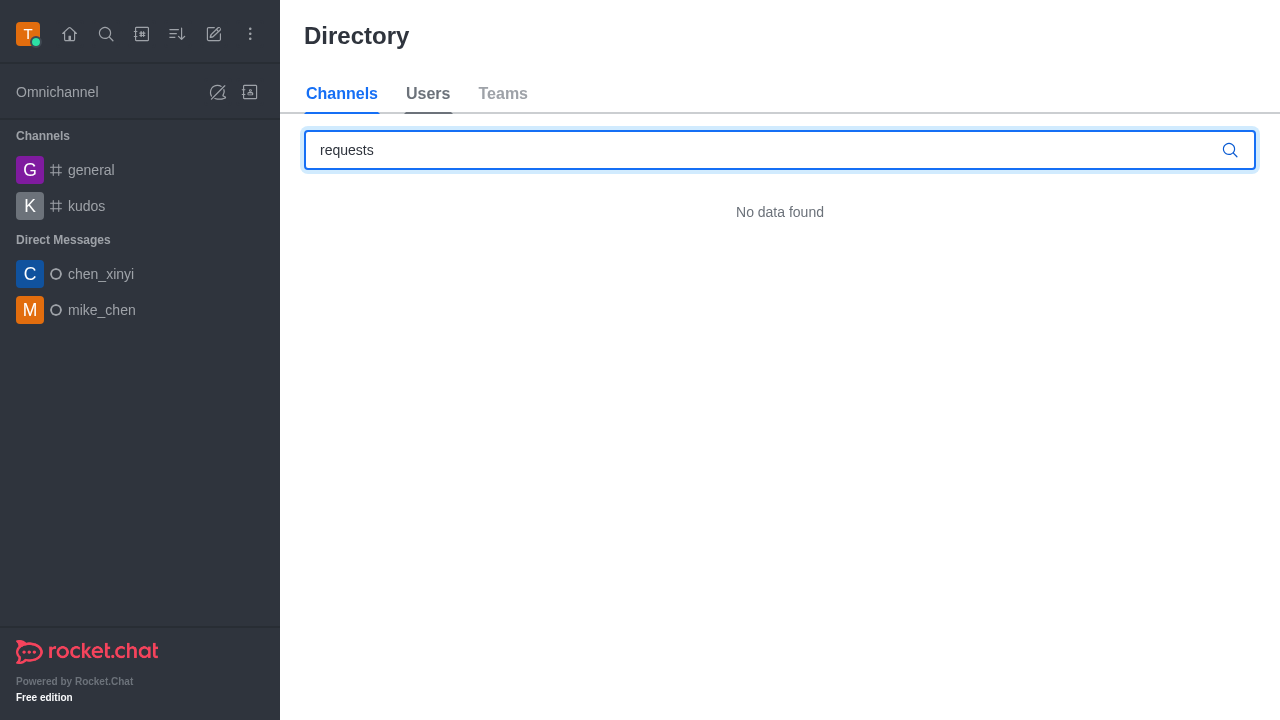 T
Directory
Omnichannel
Channels Users Teams
requests
No data found
Channels
G general
K kudos
Direct Messages
C chen_xinyi
M mike_chen
rocket.chat
Powered by Rocket.Chat
Free edition